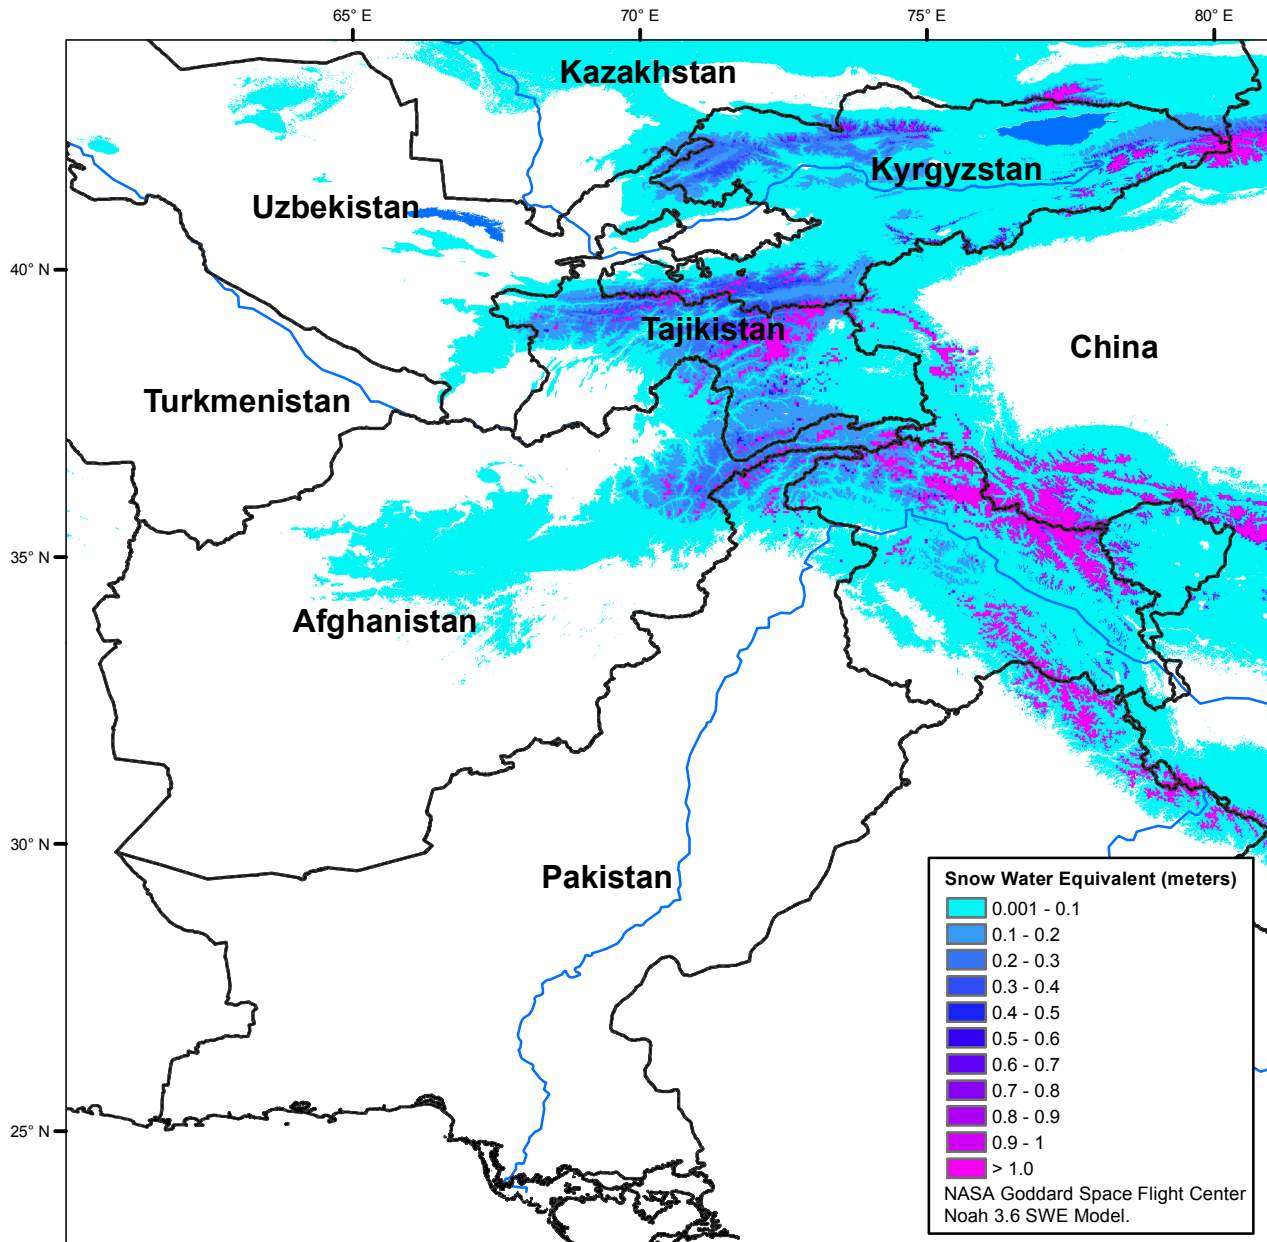 65° E
70° E
75° E
80° E
Kazakhstan
Kyrgyzstan
Uzbekistan
40° N
Tajikistan
China
Turkmenistan
35° N
Afghanistan
30° N
Pakistan
25° N
Snow Water Equivalent (meters)
0.001 - 0.1
0.1 - 0.2
0.2 - 0.3
0.3 - 0.4
0.4 - 0.5
0.5 - 0.6
0.6 - 0.7
0.7 - 0.8
0.8 - 0.9
0.9 - 1
> 1.0
NASA Goddard Space Flight Center
Noah 3.6 SWE Model.